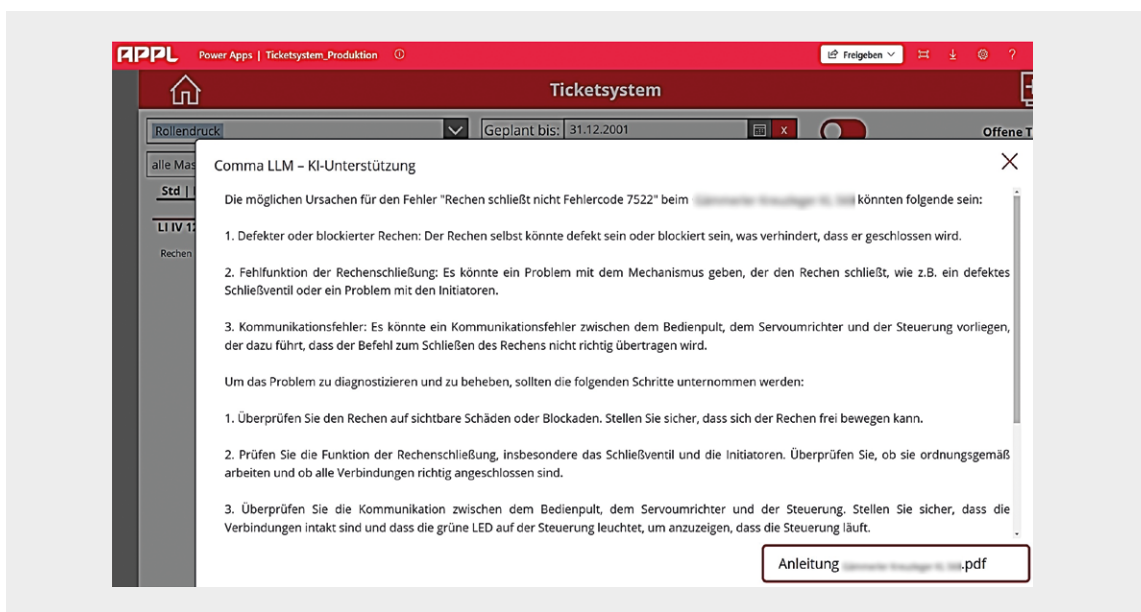 APPL Power Apps | Ticketsystem_Produktion Freigeben ?
Ticketsystem
Rollendruck Geplant bis: 31.12.2001 x Offene T
alle Mas
Comma LLM – KI-Unterstützung
Std |
Die möglichen Ursachen für den Fehler "Rechen schließt nicht Fehlercode 7522" beim könnten folgende sein:
LI IV 12
1. Defekter oder blockierter Rechen: Der Rechen selbst könnte defekt sein oder blockiert sein, was verhindert, dass er geschlossen wird.
Rechen
2. Fehlfunktion der Rechenschließung: Es könnte ein Problem mit dem Mechanismus geben, der den Rechen schließt, wie z.B. ein defektes
Schließventil oder ein Problem mit den Initiatoren.
3. Kommunikationsfehler: Es könnte ein Kommunikationsfehler zwischen dem Bedienpult, dem Servoumrichter und der Steuerung vorliegen,
der dazu führt, dass der Befehl zum Schließen des Rechens nicht richtig übertragen wird.
Um das Problem zu diagnostizieren und zu beheben, sollten die folgenden Schritte unternommen werden:
1. Überprüfen Sie den Rechen auf sichtbare Schäden oder Blockaden. Stellen Sie sicher, dass sich der Rechen frei bewegen kann.
2. Prüfen Sie die Funktion der Rechenschließung, insbesondere das Schließventil und die Initiatoren. Überprüfen Sie, ob sie ordnungsgemäß
arbeiten und ob alle Verbindungen richtig angeschlossen sind.
3. Überprüfen Sie die Kommunikation zwischen dem Bedienpult, dem Servoumrichter und der Steuerung. Stellen Sie sicher, dass die
Verbindungen intakt sind und dass die grüne LED auf der Steuerung leuchtet, um anzuzeigen, dass die Steuerung läuft.
Anleitung .pdf